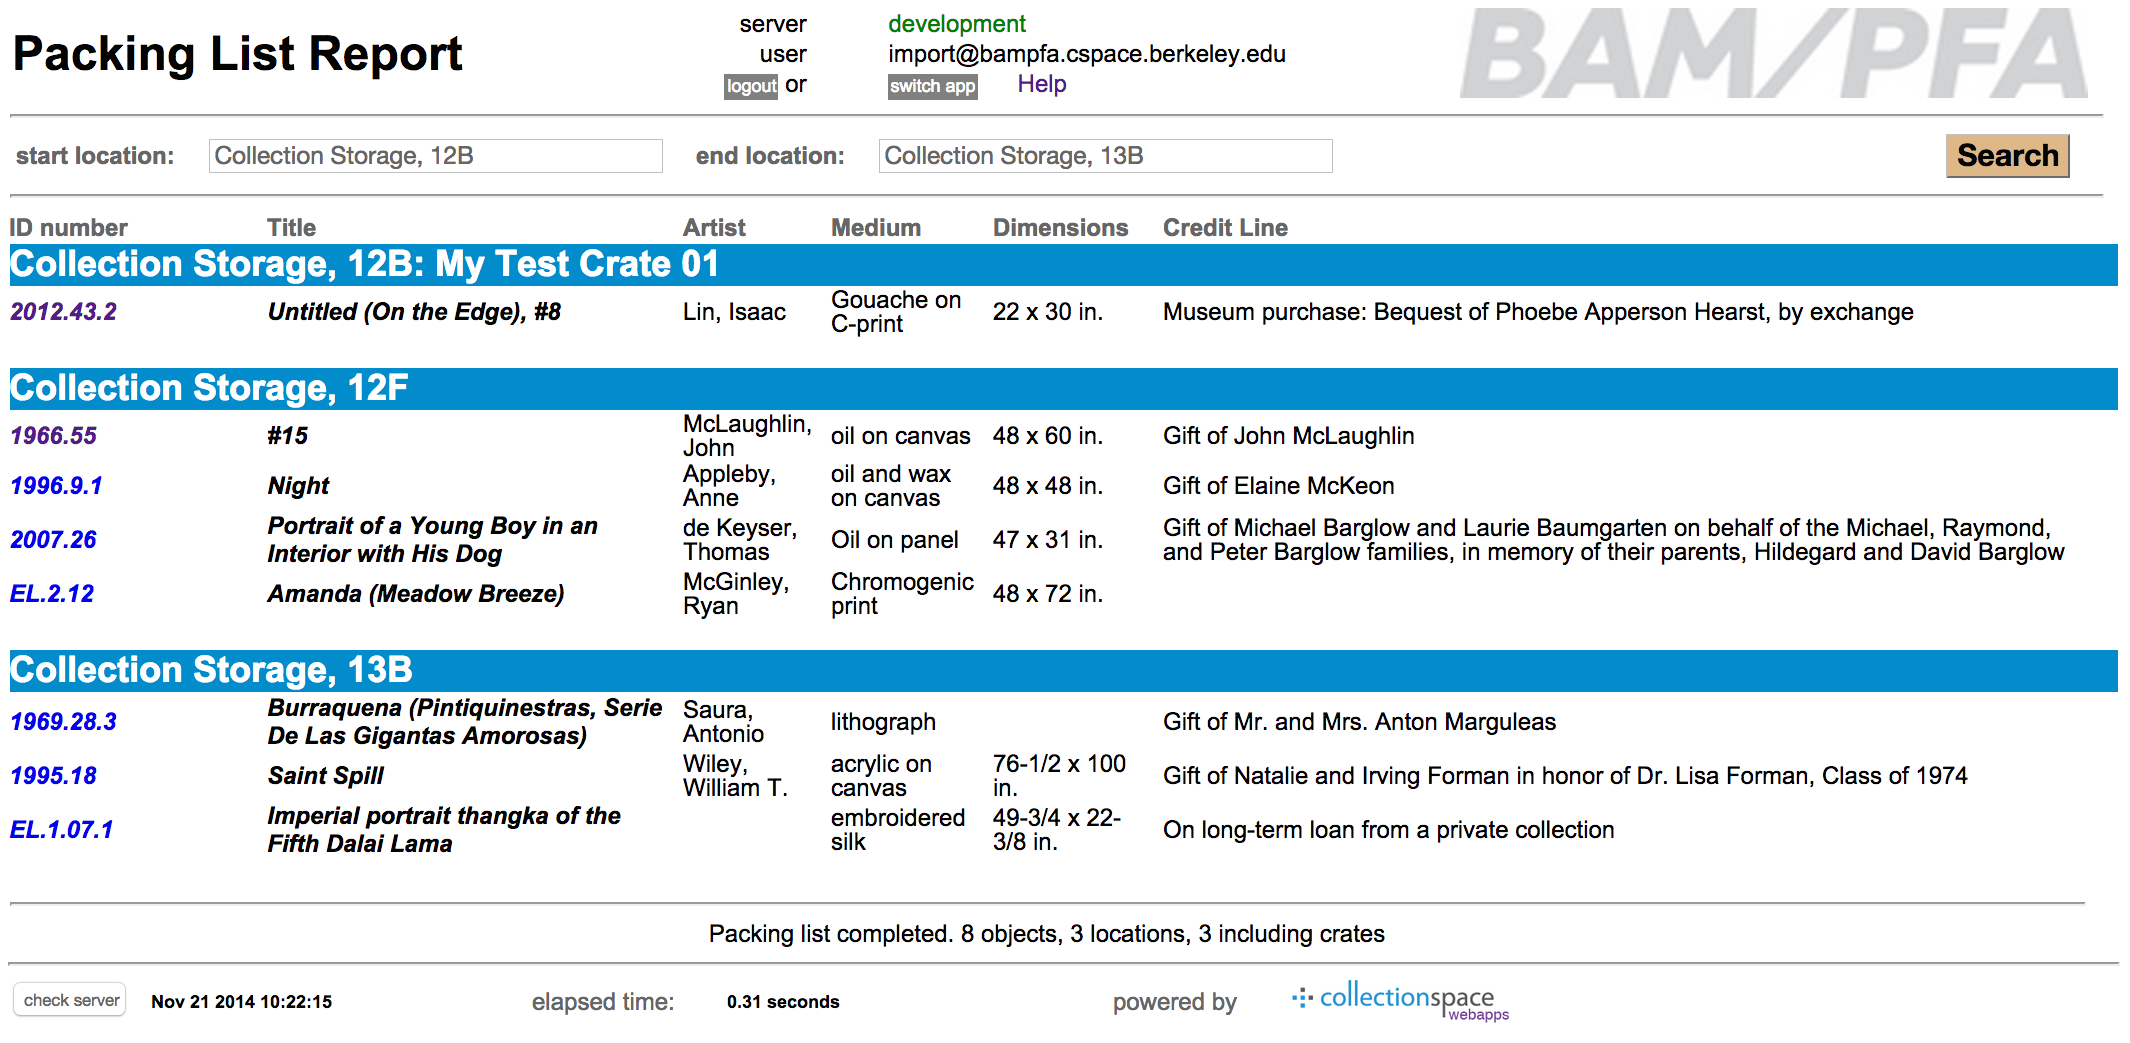 Packing List Report
server development
user import@bampfa.cspace.berkeley.edu
logout or switch app Help
BAM/PFA
start location: Collection Storage, 12B end location: Collection Storage, 13B Search
ID number Title Artist Medium Dimensions Credit Line
Collection Storage, 12B: My Test Crate 01
2012.43.2 Untitled (On the Edge), #8 Lin, Isaac Gouache on C-print 22 x 30 in. Museum purchase: Bequest of Phoebe Apperson Hearst, by exchange
Collection Storage, 12F
1966.55 #15 McLaughlin, John oil on canvas 48 x 60 in. Gift of John McLaughlin
1996.9.1 Night Appleby, Anne oil and wax on canvas 48 x 48 in. Gift of Elaine McKeon
2007.26 Portrait of a Young Boy in an Interior with His Dog de Keyser, Thomas Oil on panel 47 x 31 in. Gift of Michael Barglow and Laurie Baumgarten on behalf of the Michael, Raymond, and Peter Barglow families, in memory of their parents, Hildegard and David Barglow
EL.2.12 Amanda (Meadow Breeze) McGinley, Ryan Chromogenic print 48 x 72 in.
Collection Storage, 13B
1969.28.3 Burraquena (Pintiquinestras, Serie De Las Gigantas Amorosas) Saura, Antonio lithograph Gift of Mr. and Mrs. Anton Marguleas
1995.18 Saint Spill Wiley, William T. acrylic on canvas 76-1/2 x 100 in. Gift of Natalie and Irving Forman in honor of Dr. Lisa Forman, Class of 1974
EL.1.07.1 Imperial portrait thangka of the Fifth Dalai Lama embroidered silk 49-3/4 x 22-3/8 in. On long-term loan from a private collection
Packing list completed. 8 objects, 3 locations, 3 including crates
check server Nov 21 2014 10:22:15 elapsed time: 0.31 seconds powered by collectionspace
webapps